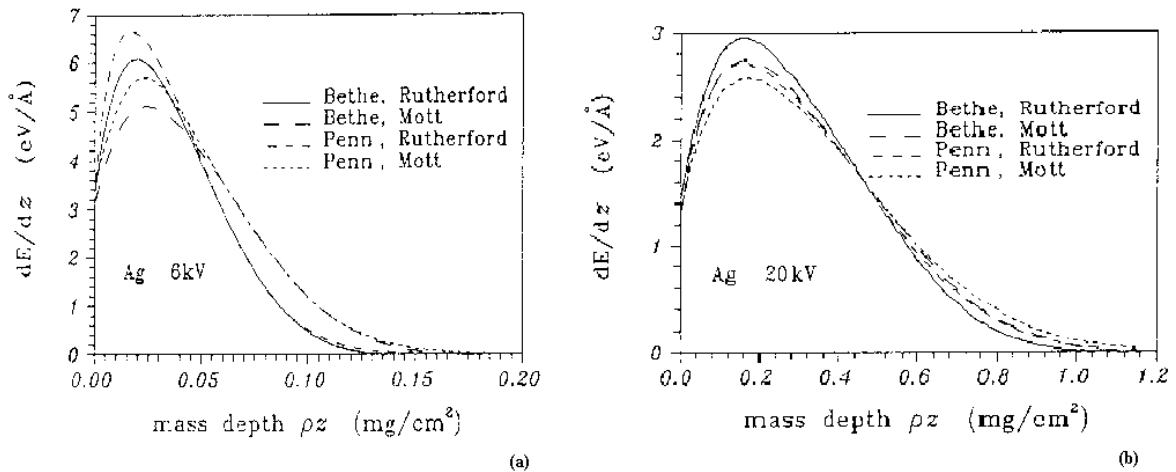 7
6
5
4
3
2
1
0
dE/dz (eV/Å)
Bethe, Rutherford
Bethe, Mott
Penn, Rutherford
Penn, Mott
Ag 6kV
0.00 0.05 0.10 0.15 0.20
mass depth ρz (mg/cm²)
(a)
3
2
1
0
dE/dz (eV/Å)
Bethe, Rutherford
Bethe, Mott
Penn, Rutherford
Penn, Mott
Ag 20kV
0.0 0.2 0.4 0.6 0.8 1.0 1.2
mass depth ρz (mg/cm²)
(b)